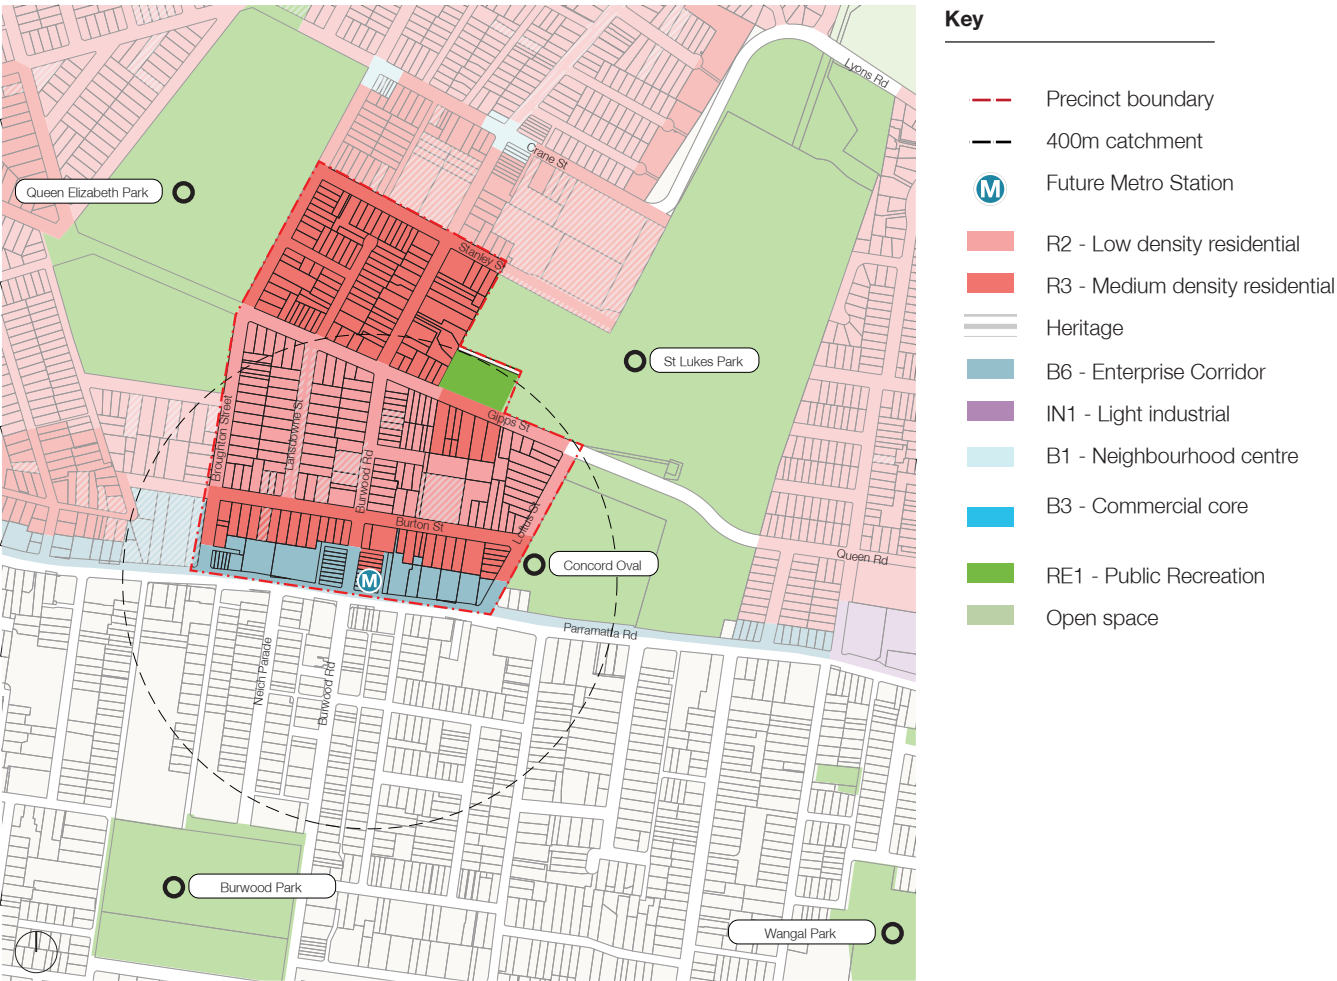 Key
Precinct boundary
400m catchment
M
Future Metro Station
R2 - Low density residential
R3 - Medium density residential
Heritage
B6 - Enterprise Corridor
IN1 - Light industrial
B1 - Neighbourhood centre
B3 - Commercial core
RE1 - Public Recreation
Open space
Lyons Rd
Crane St
Queen Elizabeth Park
Stanley St
St Lukes Park
Gipps St
Broughton Street
Lansdowne St
Burwood Rd
Burton St
Loftus St
Concord Oval
Queen Rd
M
Parramatta Rd
Neich Parade
Burwood Rd
Burwood Park
Wangal Park